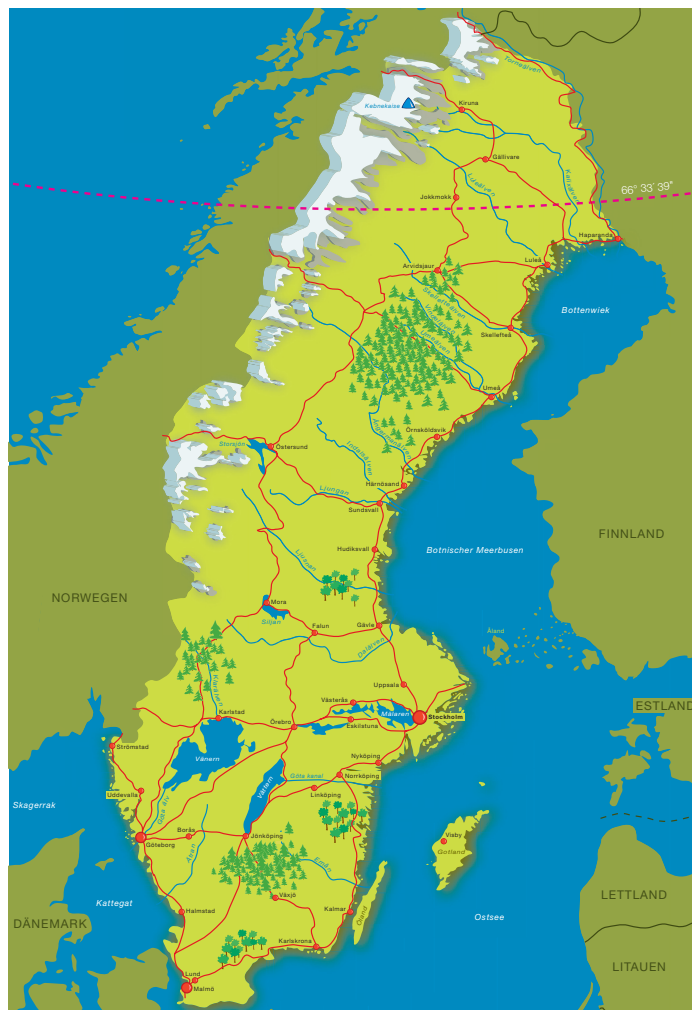 Torneälven
Kebnekaise
Kiruna
Gällivare
Luleälven
Kalixälven
66° 33´ 39˝
Jokkmokk
Haparanda
Luleå
Arvidsjaur
Skellefteälven
Bottenwiek
Skellefteå
Umeå
Örnsköldsvik
Storsjön
Östersund
Indalsälven
Ångermanälven
Härnösand
Ljungan
Sundsvall
FINNLAND
Hudiksvall
Botnischer Meerbusen
Ljusnan
NORWEGEN
Mora
Siljan
Falun
Gävle
Åland
Dalälven
Klarälven
Uppsala
Västerås
ESTLAND
Karlstad
Örebro
Mälaren
Stockholm
Eskilstuna
Strömstad
Vänern
Nyköping
Göta kanal
Norrköping
Vättern
Linköping
Uddevalla
Skagerrak
Göta älv
Borås
Jönköping
Visby
Göteborg
Gotland
Ätran
Emån
Växjö
LETTLAND
Kattegat
Halmstad
Kalmar
Öland
Ostsee
DÄNEMARK
Karlskrona
LITAUEN
Lund
Malmö